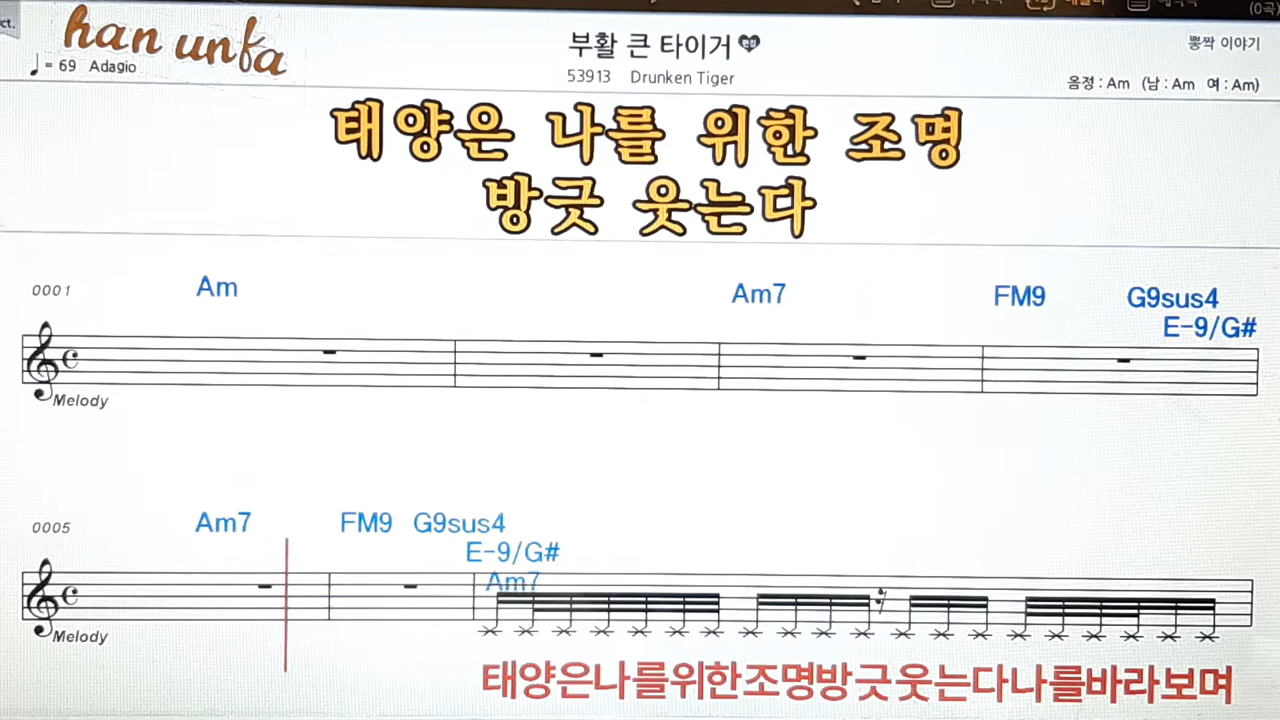 ct.
(0곡)
han unfa
부활 큰 타이거
뽕짝 이야기
♩= 69 Adagio
53913 Drunken Tiger
음정 : Am (남 : Am 여 : Am)
태양은 나를 위한 조명
방긋 웃는다
0001 Am Am7 FM9 G9sus4
E-9/G#
Melody
0005 Am7 FM9 G9sus4
E-9/G#
Am7
Melody
태양은나를위한조명방긋웃는다나를바라보며